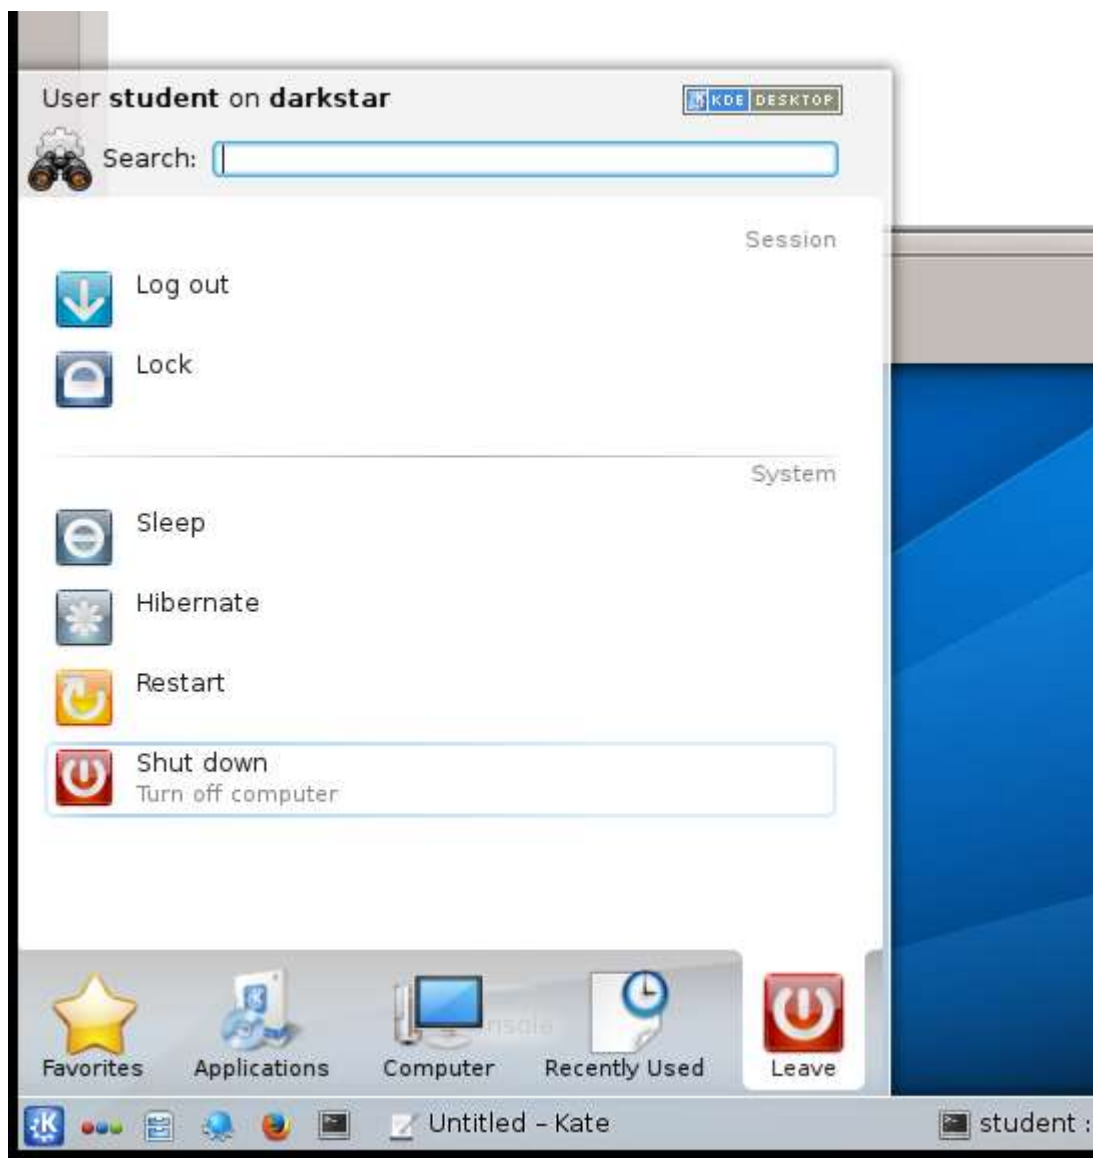 User student on darkstar
KDE DESKTOP
Search:
Session
Log out
Lock
System
Sleep
Hibernate
Restart
Shut down
Turn off computer
Favorites
Applications
Computer
Recently Used
Leave
Untitled – Kate
student :